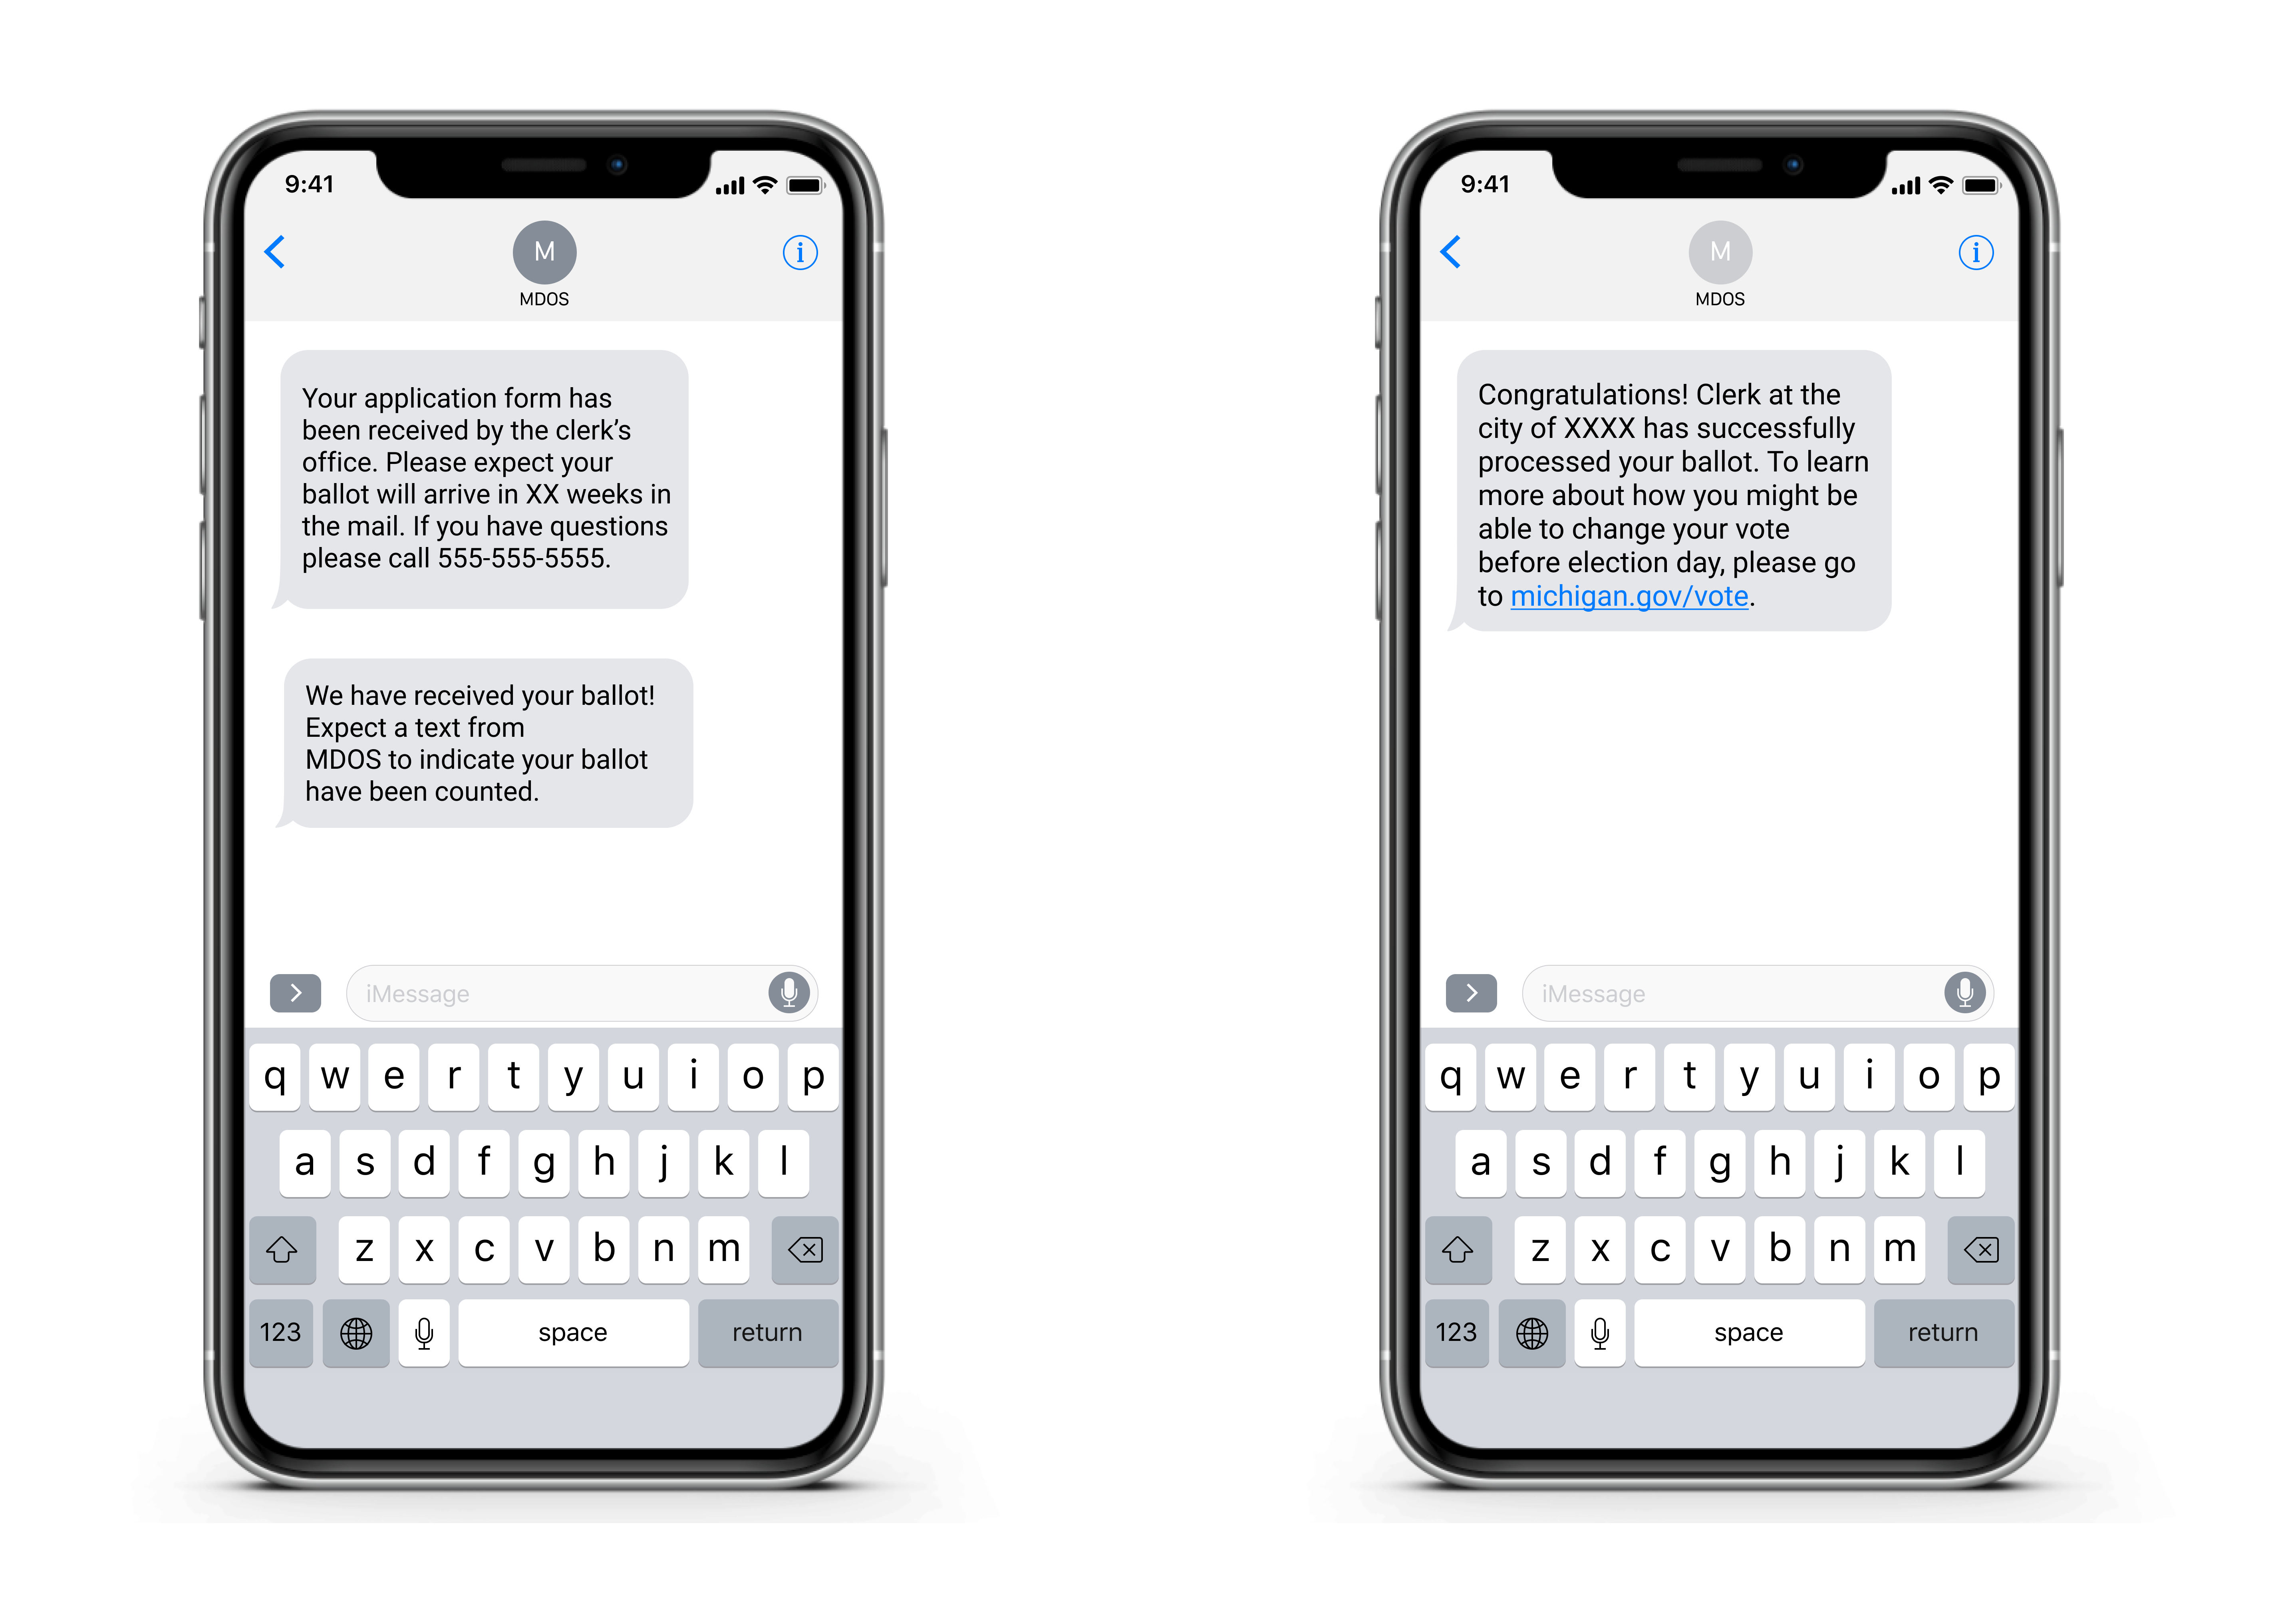 9:41
M
MDOS
Your application form has
been received by the clerk’s
office. Please expect your
ballot will arrive in XX weeks in
the mail. If you have questions
please call 555-555-5555.
We have received your ballot!
Expect a text from
MDOS to indicate your ballot
have been counted.
iMessage
q w e r t y u i o p
a s d f g h j k l
z x c v b n m
123 space return
9:41
M
MDOS
Congratulations! Clerk at the
city of XXXX has successfully
processed your ballot. To learn
more about how you might be
able to change your vote
before election day, please go
to michigan.gov/vote.
iMessage
q w e r t y u i o p
a s d f g h j k l
z x c v b n m
123 space return